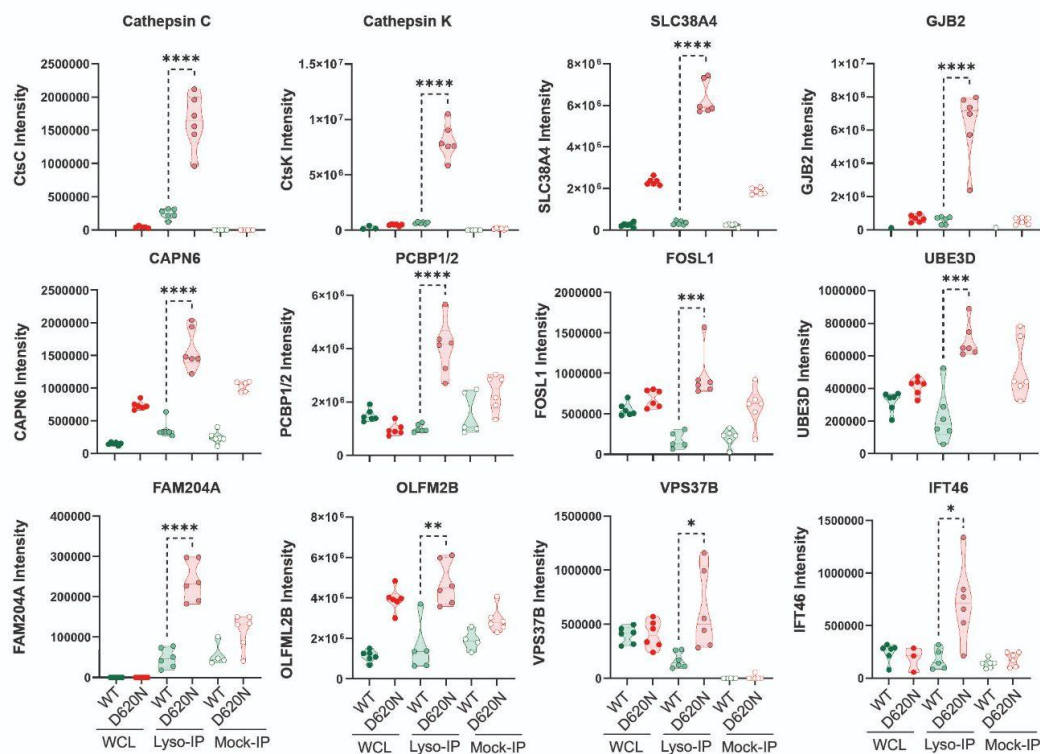 Cathepsin C
CtsC Intensity
2500000
2000000
1500000
1000000
500000
0
****
Cathepsin K
CtsK Intensity
1.5×10⁷
1.0×10⁷
5.0×10⁶
0
****
SLC38A4
SLC38A4 Intensity
8×10⁶
6×10⁶
4×10⁶
2×10⁶
0
****
GJB2
GJB2 Intensity
1×10⁷
8×10⁶
6×10⁶
4×10⁶
2×10⁶
0
****
CAPN6
CAPN6 Intensity
2500000
2000000
1500000
1000000
500000
0
****
PCBP1/2
PCBP1/2 Intensity
6×10⁶
4×10⁶
2×10⁶
0
****
FOSL1
FOSL1 Intensity
2000000
1500000
1000000
500000
0
***
UBE3D
UBE3D Intensity
1000000
800000
600000
400000
200000
0
***
FAM204A
FAM204A Intensity
400000
300000
200000
100000
0
****
WT D620N WT D620N WT D620N
WCL Lyso-IP Mock-IP
OLFM2B
OLFML2B Intensity
8×10⁶
6×10⁶
4×10⁶
2×10⁶
0
**
WT D620N WT D620N WT D620N
WCL Lyso-IP Mock-IP
VPS37B
VPS37B Intensity
1500000
1000000
500000
0
*
WT D620N WT D620N WT D620N
WCL Lyso-IP Mock-IP
IFT46
IFT46 Intensity
1500000
1000000
500000
0
*
WT D620N WT D620N WT D620N
WCL Lyso-IP Mock-IP